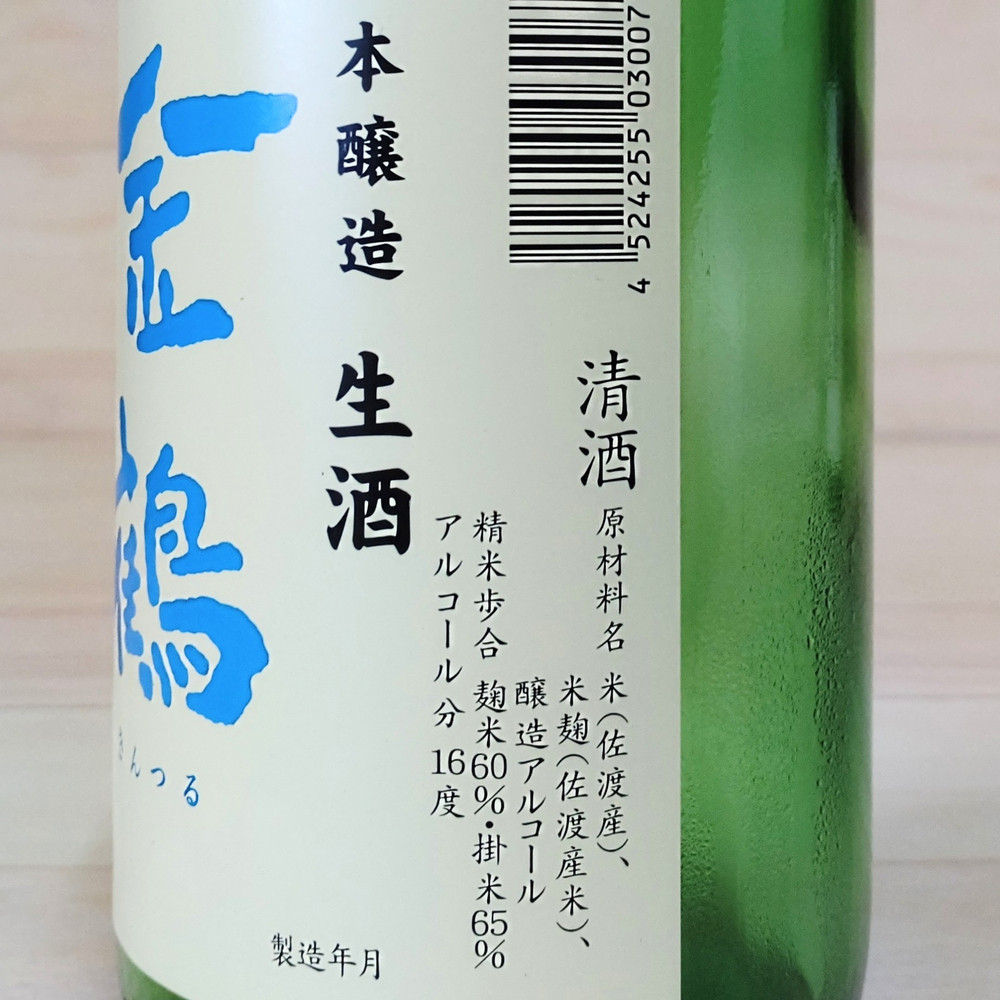 4 524255 03007
清酒
原材料名 米(佐渡産)、
米麹(佐渡産米)、
醸造アルコール
精米歩合 麹米60%・掛米65%
アルコール分 16度
本醸造 生酒
金鶴
きんつる
製造年月